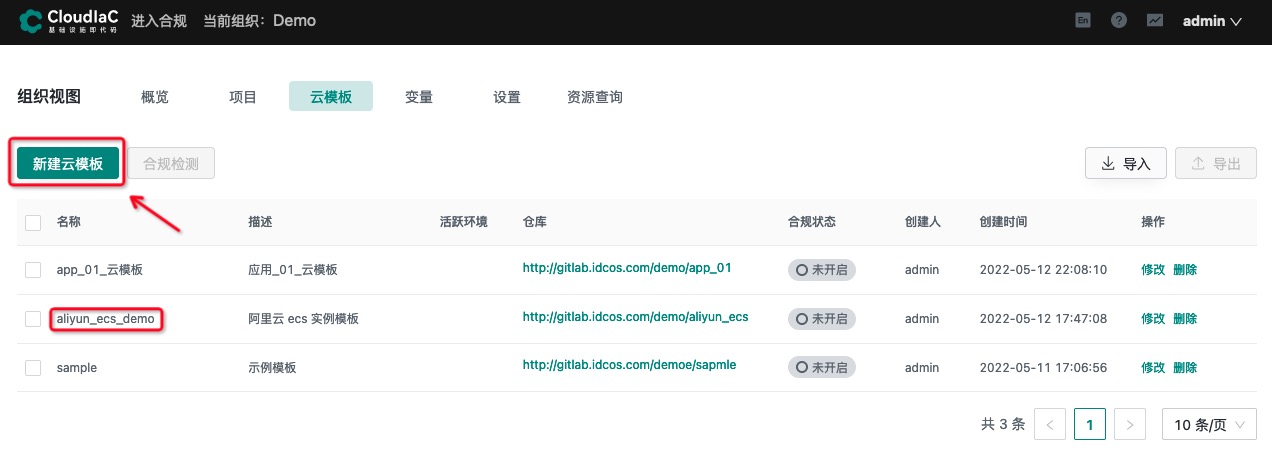 CloudIaC 进入合规 当前组织：Demo En ? admin
基础设施即代码
组织视图 概览 项目 云模板 变量 设置 资源查询
新建云模板 合规检测 导入 导出
名称 描述 活跃环境 仓库 合规状态 创建人 创建时间 操作
app_01_云模板 应用_01_云模板 http://gitlab.idcos.com/demo/app_01 未开启 admin 2022-05-12 22:08:10 修改 删除
aliyun_ecs_demo 阿里云 ecs 实例模板 http://gitlab.idcos.com/demo/aliyun_ecs 未开启 admin 2022-05-12 17:47:08 修改 删除
sample 示例模板 http://gitlab.idcos.com/demoe/sapmle 未开启 admin 2022-05-11 17:06:56 修改 删除
共 3 条 < 1 > 10 条/页